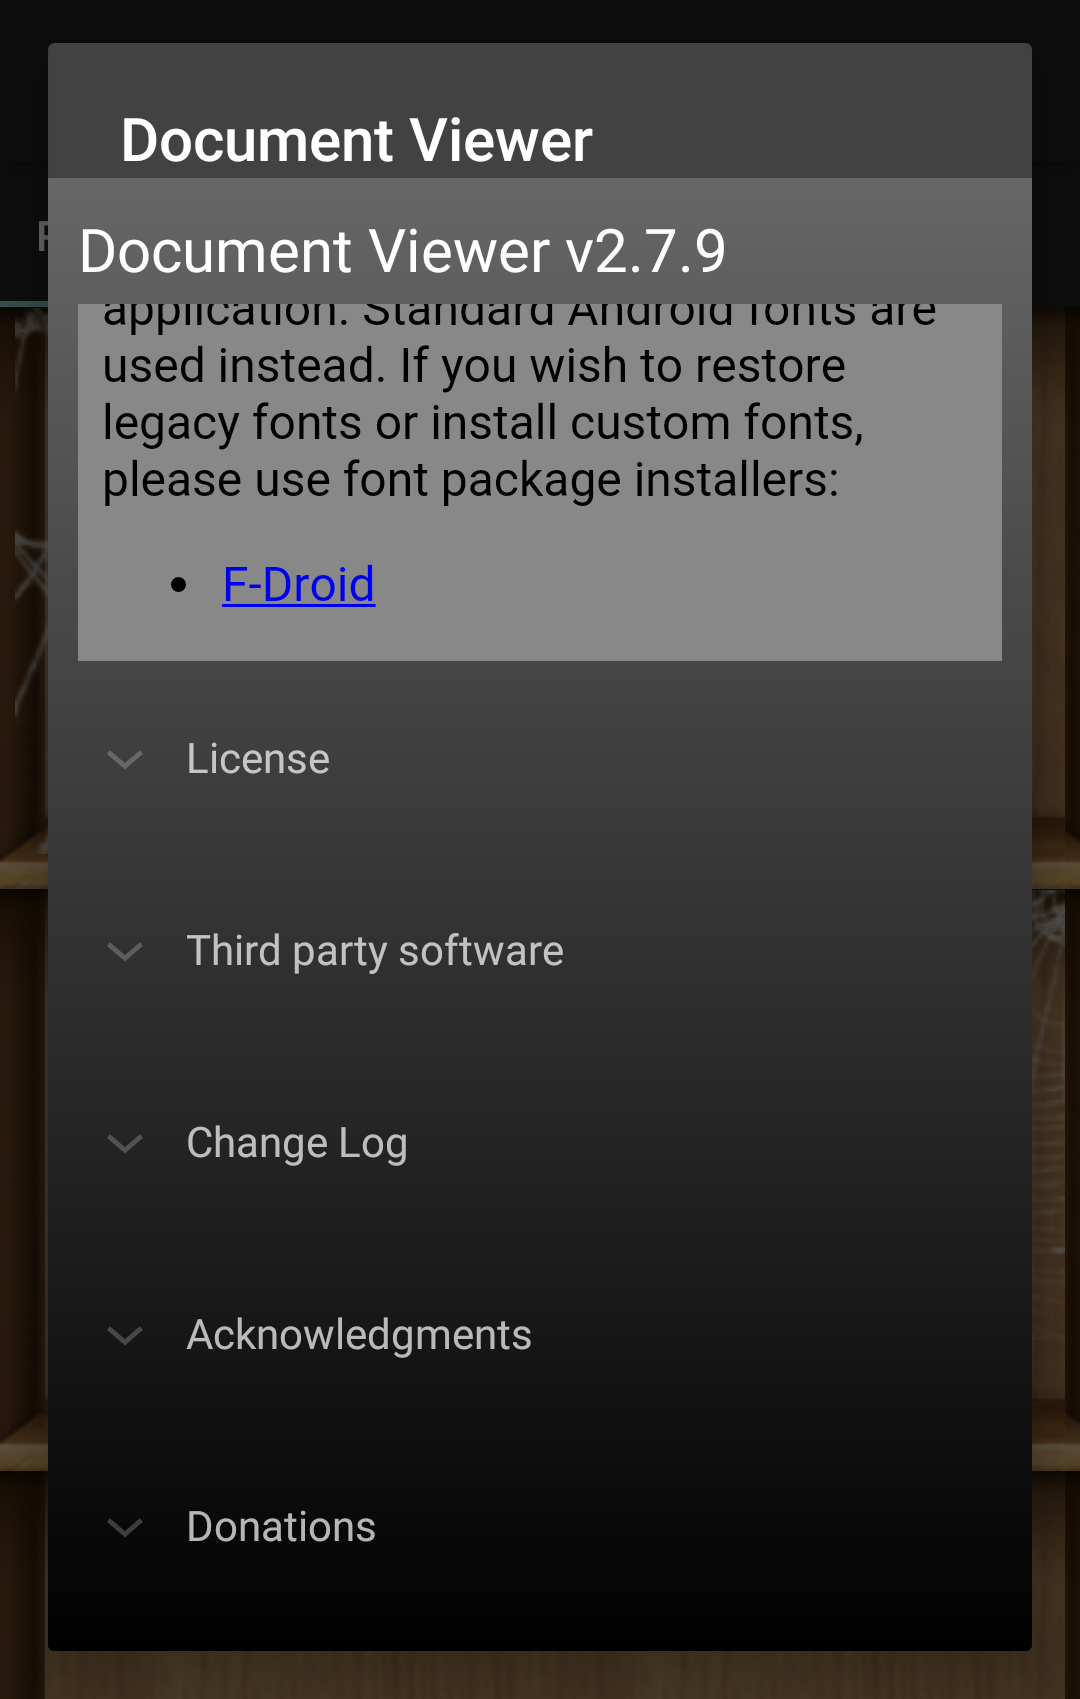 Document Viewer
Document Viewer v2.7.9
application. Standard Android fonts are
used instead. If you wish to restore
legacy fonts or install custom fonts,
please use font package installers:
• F-Droid
License
Third party software
Change Log
Acknowledgments
Donations